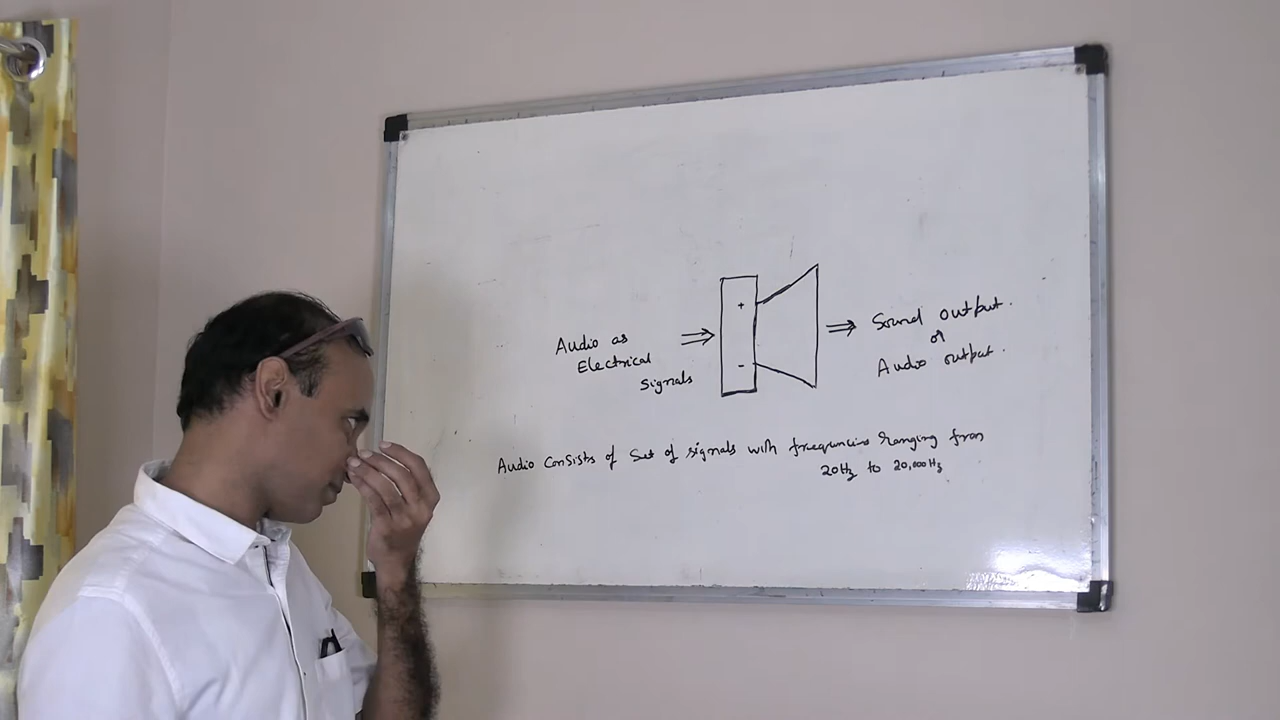 Audio as
Electrical
signals
+
-
Sound output.
or
Audio output.
Audio consists of set of signals with frequencies ranging from
20Hz to 20,000Hz